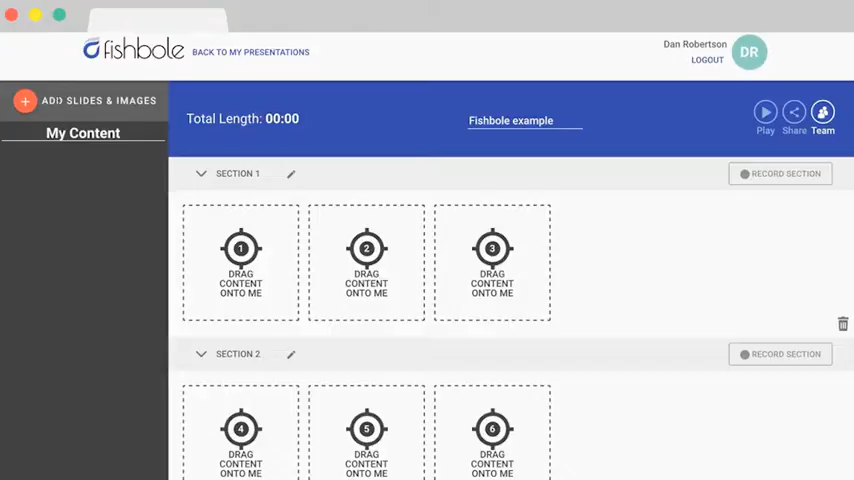 fishbole BACK TO MY PRESENTATIONS
Dan Robertson
LOGOUT
DR
ADD SLIDES & IMAGES
My Content
Total Length: 00:00
Fishbole example
Play Share Team
SECTION 1
RECORD SECTION
1 2 3
DRAG DRAG DRAG
CONTENT CONTENT CONTENT
ONTO ME ONTO ME ONTO ME
SECTION 2
RECORD SECTION
4 5 6
DRAG DRAG DRAG
CONTENT CONTENT CONTENT
ONTO ME ONTO ME ONTO ME